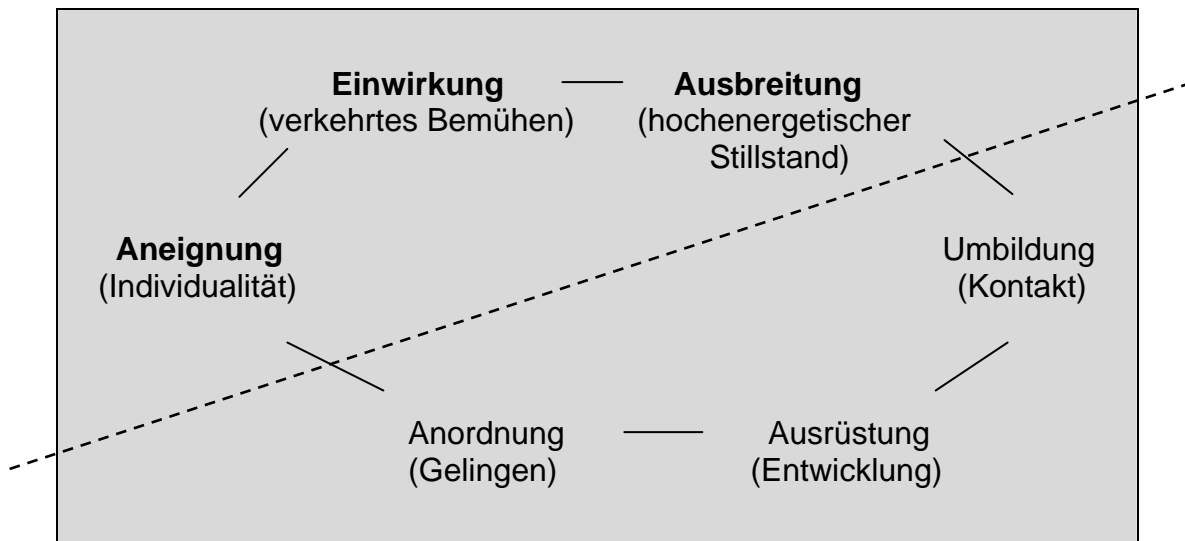 Einwirkung
(verkehrtes Bemühen)
Ausbreitung
(hochenergetischer
Stillstand)
Aneignung
(Individualität)
Umbildung
(Kontakt)
Anordnung
(Gelingen)
Ausrüstung
(Entwicklung)